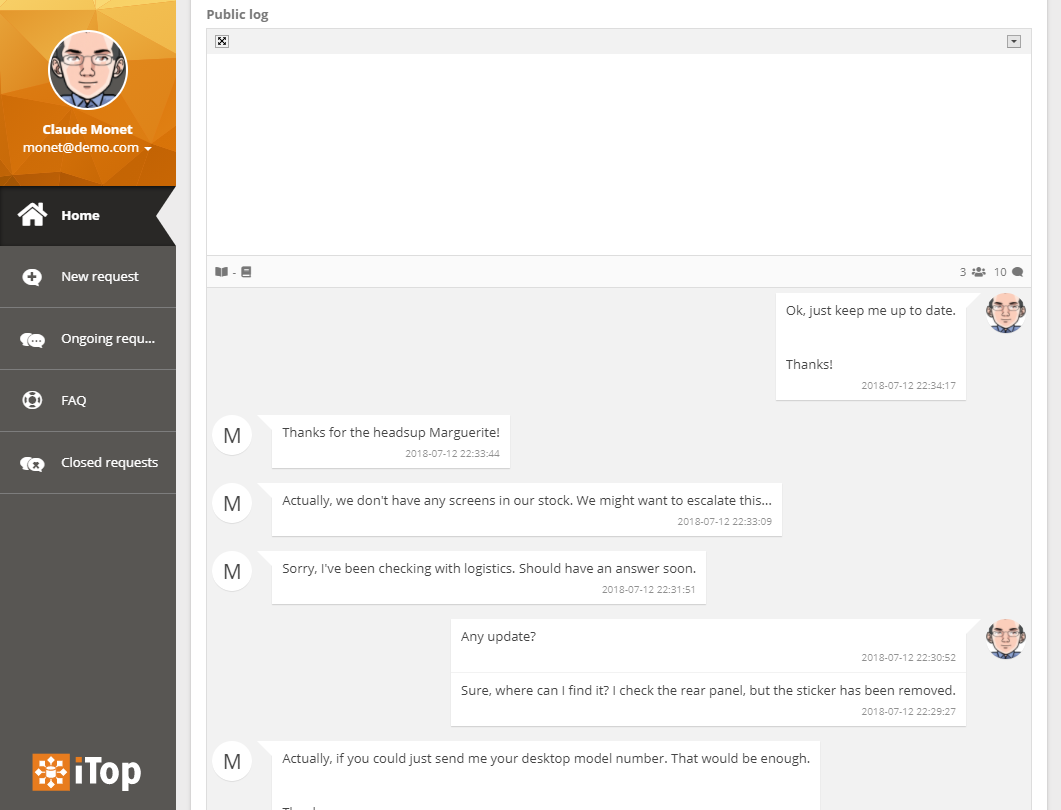 Claude Monet
monet@demo.com
Home
New request
Ongoing requ...
FAQ
Closed requests
iTop
Public log
-
3
10
Ok, just keep me up to date.
Thanks!
2018-07-12 22:34:17
M
Thanks for the headsup Marguerite!
2018-07-12 22:33:44
M
Actually, we don't have any screens in our stock. We might want to escalate this...
2018-07-12 22:33:09
M
Sorry, I've been checking with logistics. Should have an answer soon.
2018-07-12 22:31:51
Any update?
2018-07-12 22:30:52
Sure, where can I find it? I check the rear panel, but the sticker has been removed.
2018-07-12 22:29:27
M
Actually, if you could just send me your desktop model number. That would be enough.